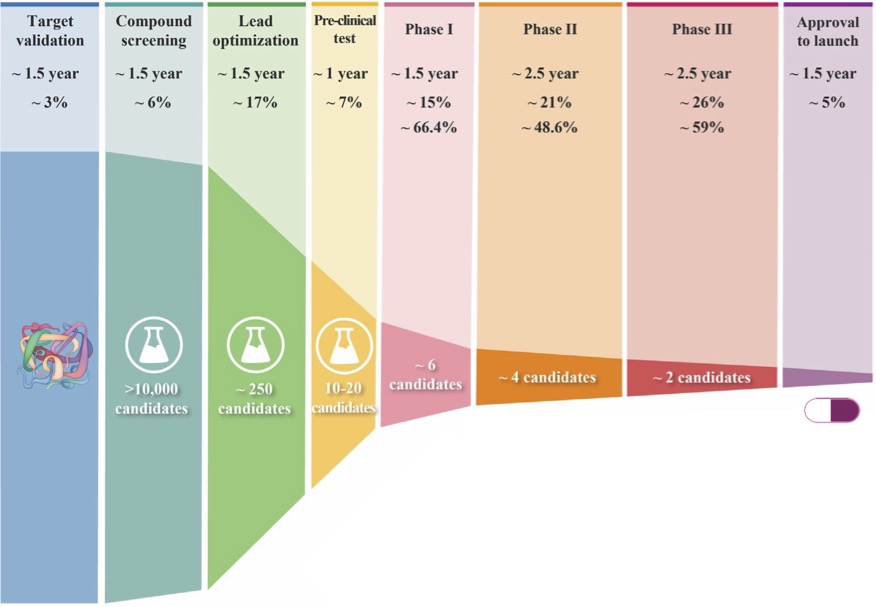 Target
validation
~ 1.5 year
~ 3%
>10,000
candidates
Compound
screening
~ 1.5 year
~ 6%
Lead
optimization
~ 1.5 year
~ 17%
~ 250
candidates
Pre-clinical
test
~ 1 year
~ 7%
10-20
candidates
Phase I
~ 1.5 year
~ 15%
~ 66.4%
~ 6
candidates
Phase II
~ 2.5 year
~ 21%
~ 48.6%
~ 4 candidates
Phase III
~ 2.5 year
~ 26%
~ 59%
~ 2 candidates
Approval
to launch
~ 1.5 year
~ 5%